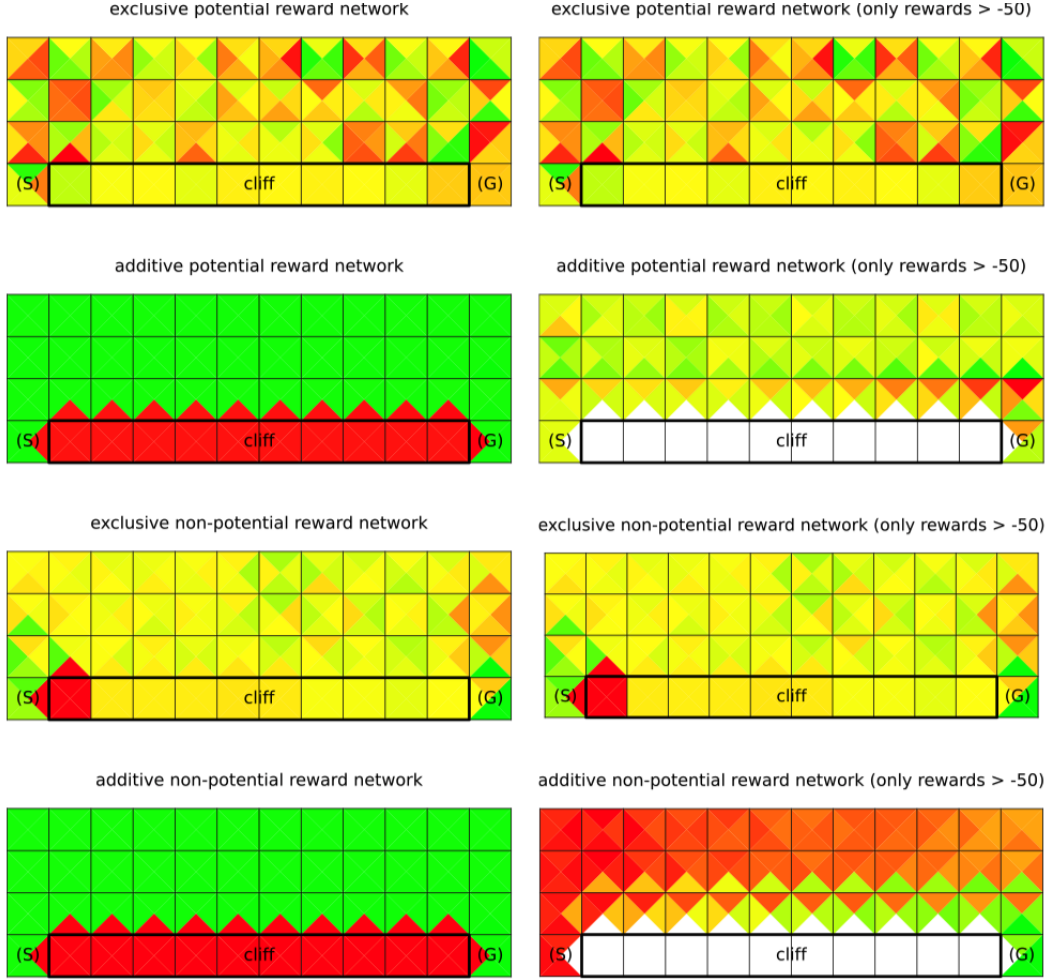 exclusive potential reward network
exclusive potential reward network (only rewards > -50)
(S) cliff (G)
(S) cliff (G)
additive potential reward network
additive potential reward network (only rewards > -50)
(S) cliff (G)
(S) cliff (G)
exclusive non-potential reward network
exclusive non-potential reward network (only rewards > -50)
(S) cliff (G)
(S) cliff (G)
additive non-potential reward network
additive non-potential reward network (only rewards > -50)
(S) cliff (G)
(S) cliff (G)